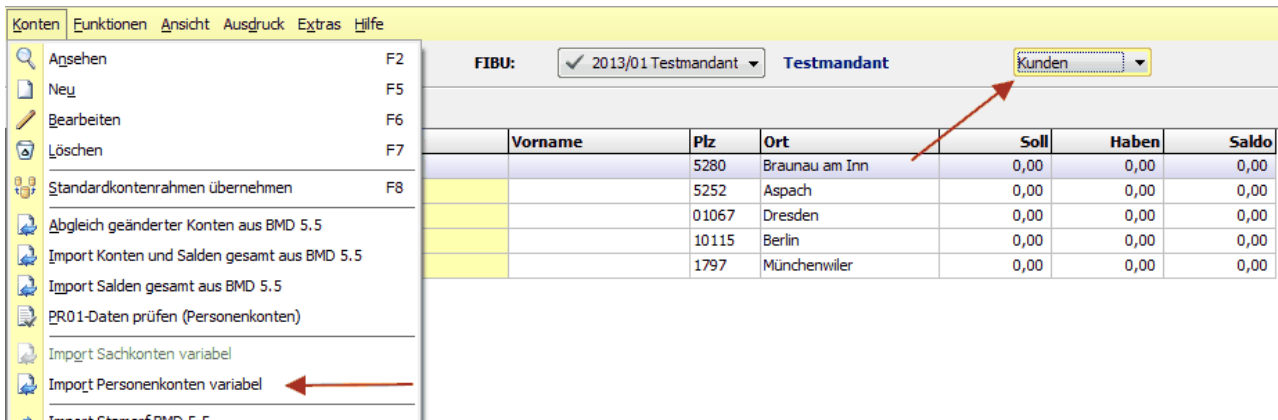 Konten Funktionen Ansicht Ausdruck Extras Hilfe
Ansehen F2
FIBU: 2013/01 Testmandant Testmandant Kunden
Neu F5
Bearbeiten F6
Löschen F7
Vorname Plz Ort Soll Haben Saldo
5280 Braunau am Inn 0,00 0,00 0,00
Standardkontenrahmen übernehmen F8
5252 Aspach 0,00 0,00 0,00
01067 Dresden 0,00 0,00 0,00
Abgleich geänderter Konten aus BMD 5.5
10115 Berlin 0,00 0,00 0,00
Import Konten und Salden gesamt aus BMD 5.5
1797 Münchenwiler 0,00 0,00 0,00
Import Salden gesamt aus BMD 5.5
PR01-Daten prüfen (Personenkonten)
Import Sachkonten variabel
Import Personenkonten variabel
Import BMD 5.5